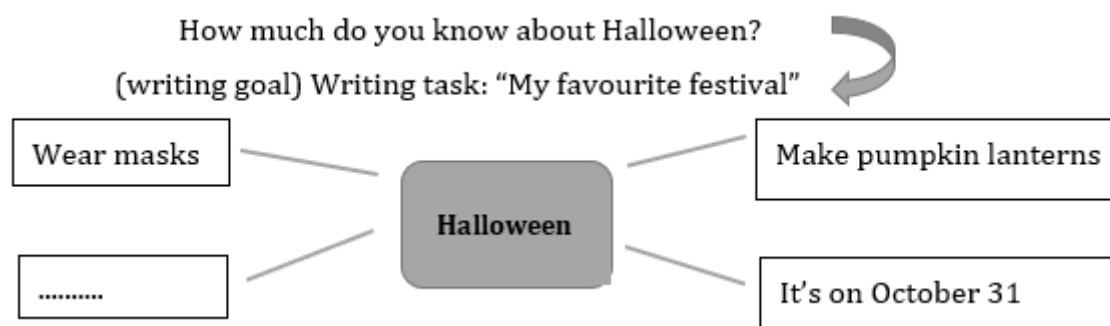 How much do you know about Halloween?
(writing goal) Writing task: “My favourite festival”
Wear masks
Make pumpkin lanterns
Halloween
..........
It’s on October 31